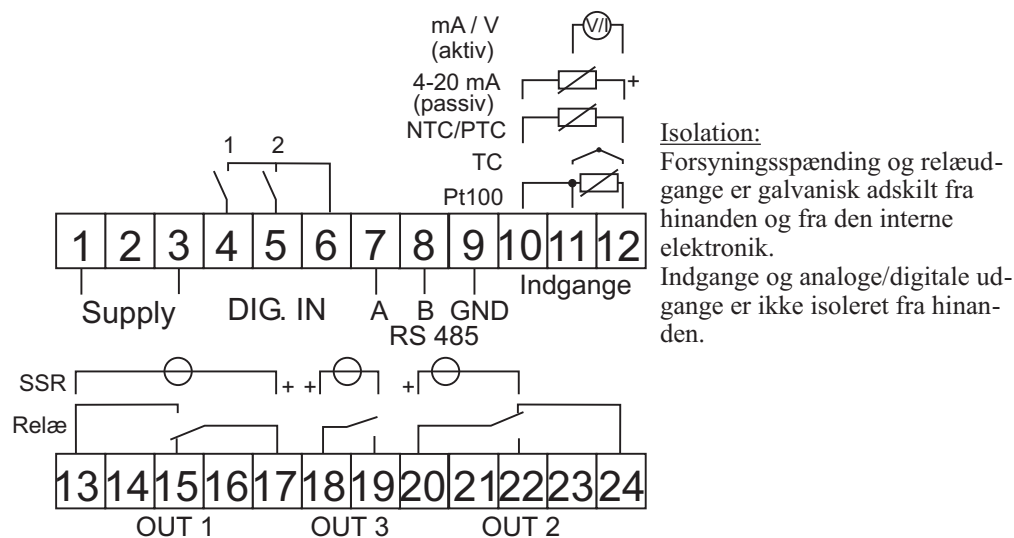 mA / V
(aktiv)
V/I
4-20 mA
+
(passiv)
NTC/PTC
TC
Pt100
1 2
1 2 3 4 5 6 7 8 9 10 11 12
Supply
DIG. IN
A B GND
RS 485
Indgange
Isolation:
Forsyningsspænding og relæud-
gange er galvanisk adskilt fra
hinanden og fra den interne
elektronik.
Indgange og analoge/digitale ud-
gange er ikke isoleret fra hinan-
den.
SSR + + +
Relæ
13 14 15 16 17 18 19 20 21 22 23 24
OUT 1 OUT 3 OUT 2